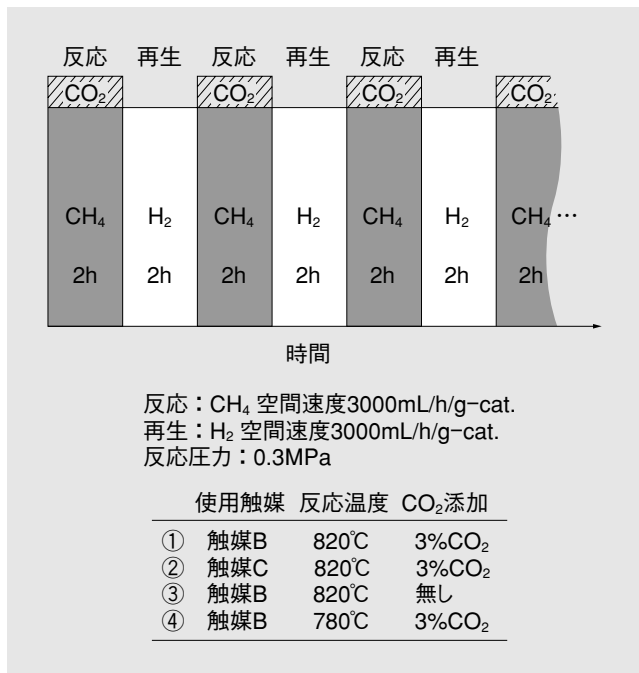 反応 再生 反応 再生 反応 再生
CO₂ CO₂ CO₂ CO₂
CH₄ H₂ CH₄ H₂ CH₄ H₂ CH₄ …
2h 2h 2h 2h 2h 2h 2h
時間
反応：CH₄ 空間速度3000mL/h/g-cat.
再生：H₂ 空間速度3000mL/h/g-cat.
反応圧力：0.3MPa
使用触媒 反応温度 CO₂添加
① 触媒B 820℃ 3%CO₂
② 触媒C 820℃ 3%CO₂
③ 触媒B 820℃ 無し
④ 触媒B 780℃ 3%CO₂